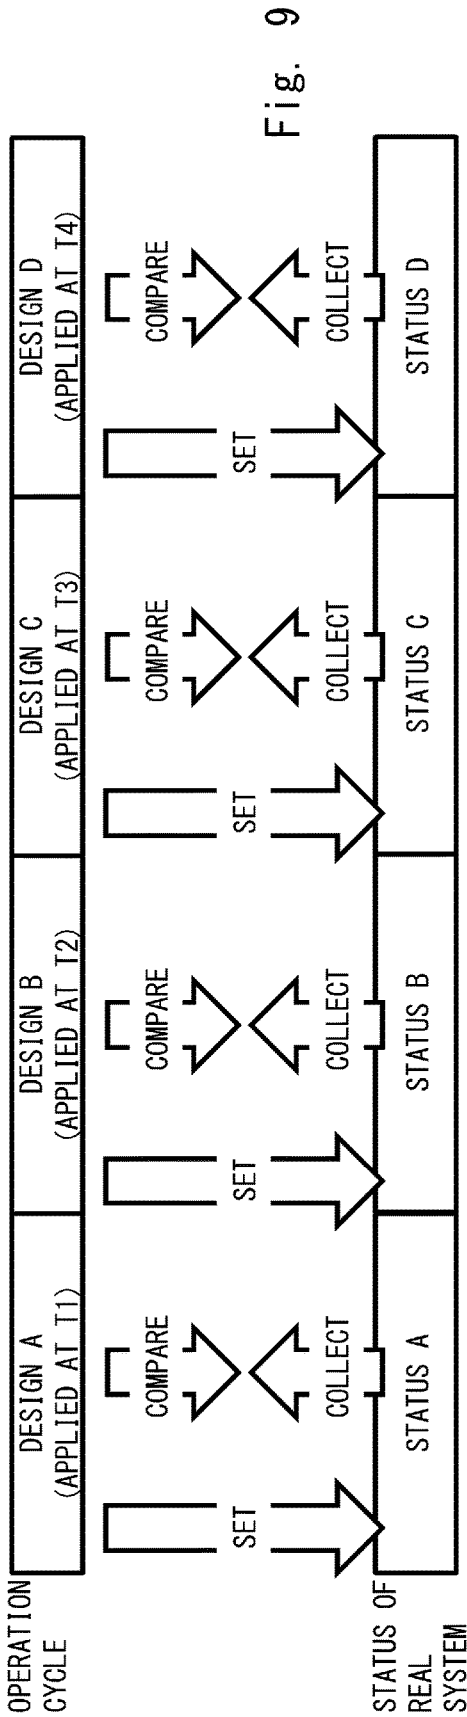 Fig. 9
OPERATION
CYCLE
DESIGN A
(APPLIED AT T1)
DESIGN B
(APPLIED AT T2)
DESIGN C
(APPLIED AT T3)
DESIGN D
(APPLIED AT T4)
SET
COMPARE
COLLECT
SET
COMPARE
COLLECT
SET
COMPARE
COLLECT
SET
COMPARE
COLLECT
STATUS OF
REAL
SYSTEM
STATUS A
STATUS B
STATUS C
STATUS D